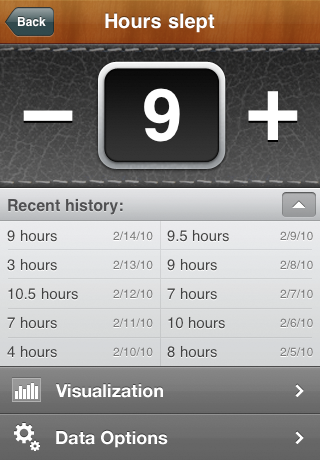 Back
Hours slept
− 9 +
Recent history:
9 hours 2/14/10
9.5 hours 2/9/10
3 hours 2/13/10
9 hours 2/8/10
10.5 hours 2/12/10
7 hours 2/7/10
7 hours 2/11/10
10 hours 2/6/10
4 hours 2/10/10
8 hours 2/5/10
Visualization
Data Options